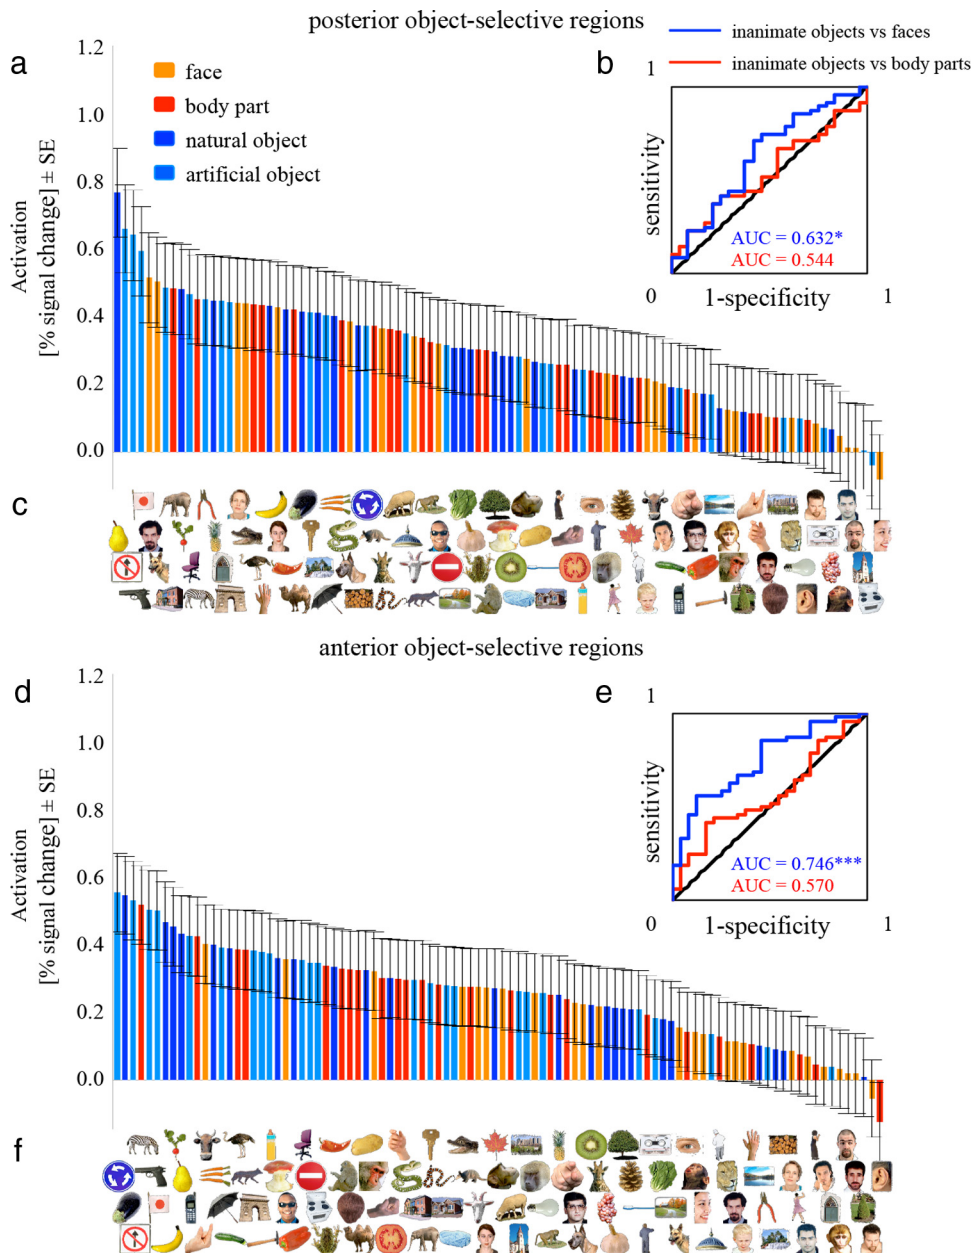 posterior object-selective regions
inanimate objects vs faces
inanimate objects vs body parts
a
1.2
1.0
0.8
0.6
0.4
0.2
0.0
Activation
[% signal change] ± SE
face
body part
natural object
artificial object
b
1
sensitivity
AUC = 0.632*
AUC = 0.544
0
1-specificity
1
c
anterior object-selective regions
d
1.2
1.0
0.8
0.6
0.4
0.2
0.0
Activation
[% signal change] ± SE
e
1
sensitivity
AUC = 0.746***
AUC = 0.570
0
1-specificity
1
f